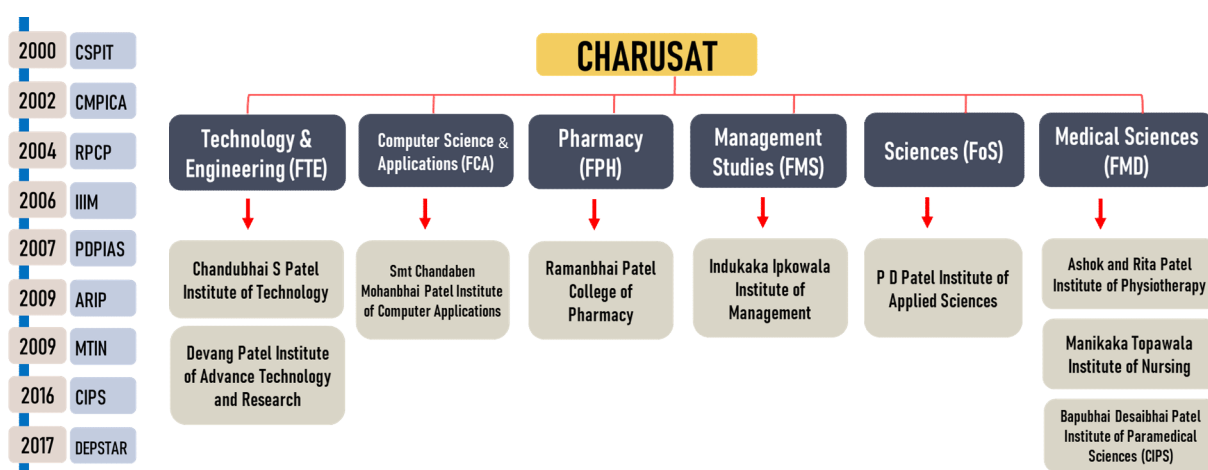 2000 CSPIT
2002 CMPICA
2004 RPCP
2006 IIIM
2007 PDPIAS
2009 ARIP
2009 MTIN
2016 CIPS
2017 DEPSTAR
CHARUSAT
Technology &
Engineering (FTE)
Computer Science &
Applications (FCA)
Pharmacy
(FPH)
Management
Studies (FMS)
Sciences (FoS)
Medical Sciences
(FMD)
Chandubhai S Patel
Institute of Technology
Devang Patel Institute
of Advance Technology
and Research
Smt Chandaben
Mohanbhai Patel Institute
of Computer Applications
Ramanbhai Patel
College of
Pharmacy
Indukaka Ipkowala
Institute of
Management
P D Patel Institute of
Applied Sciences
Ashok and Rita Patel
Institute of Physiotherapy
Manikaka Topawala
Institute of Nursing
Bapubhai Desaibhai Patel
Institute of Paramedical
Sciences (CIPS)